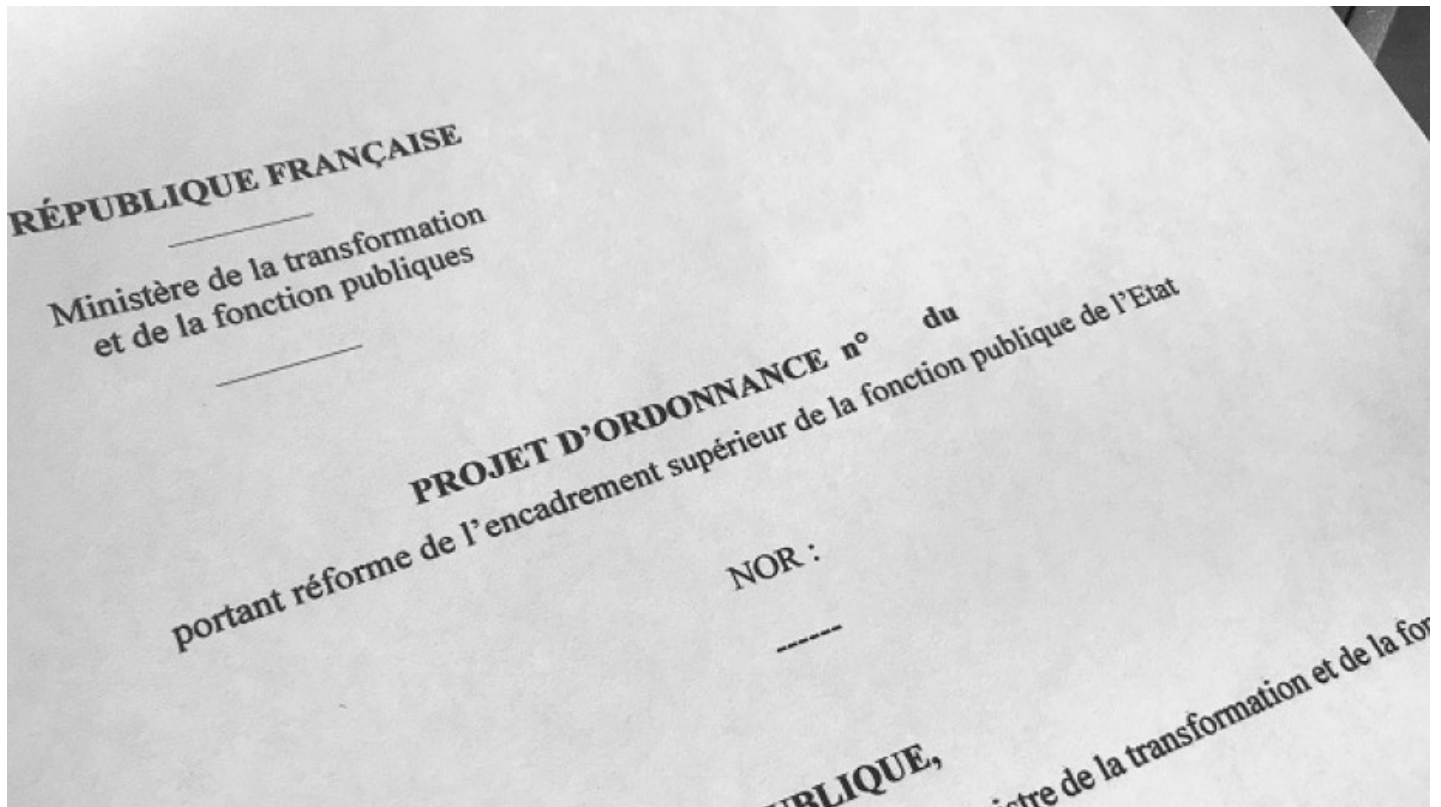 RÉPUBLIQUE FRANÇAISE
Ministère de la transformation
et de la fonction publiques
PROJET D’ORDONNANCE n° du
portant réforme de l’encadrement supérieur de la fonction publique de l’Etat
NOR :
------
de la transformation et de la